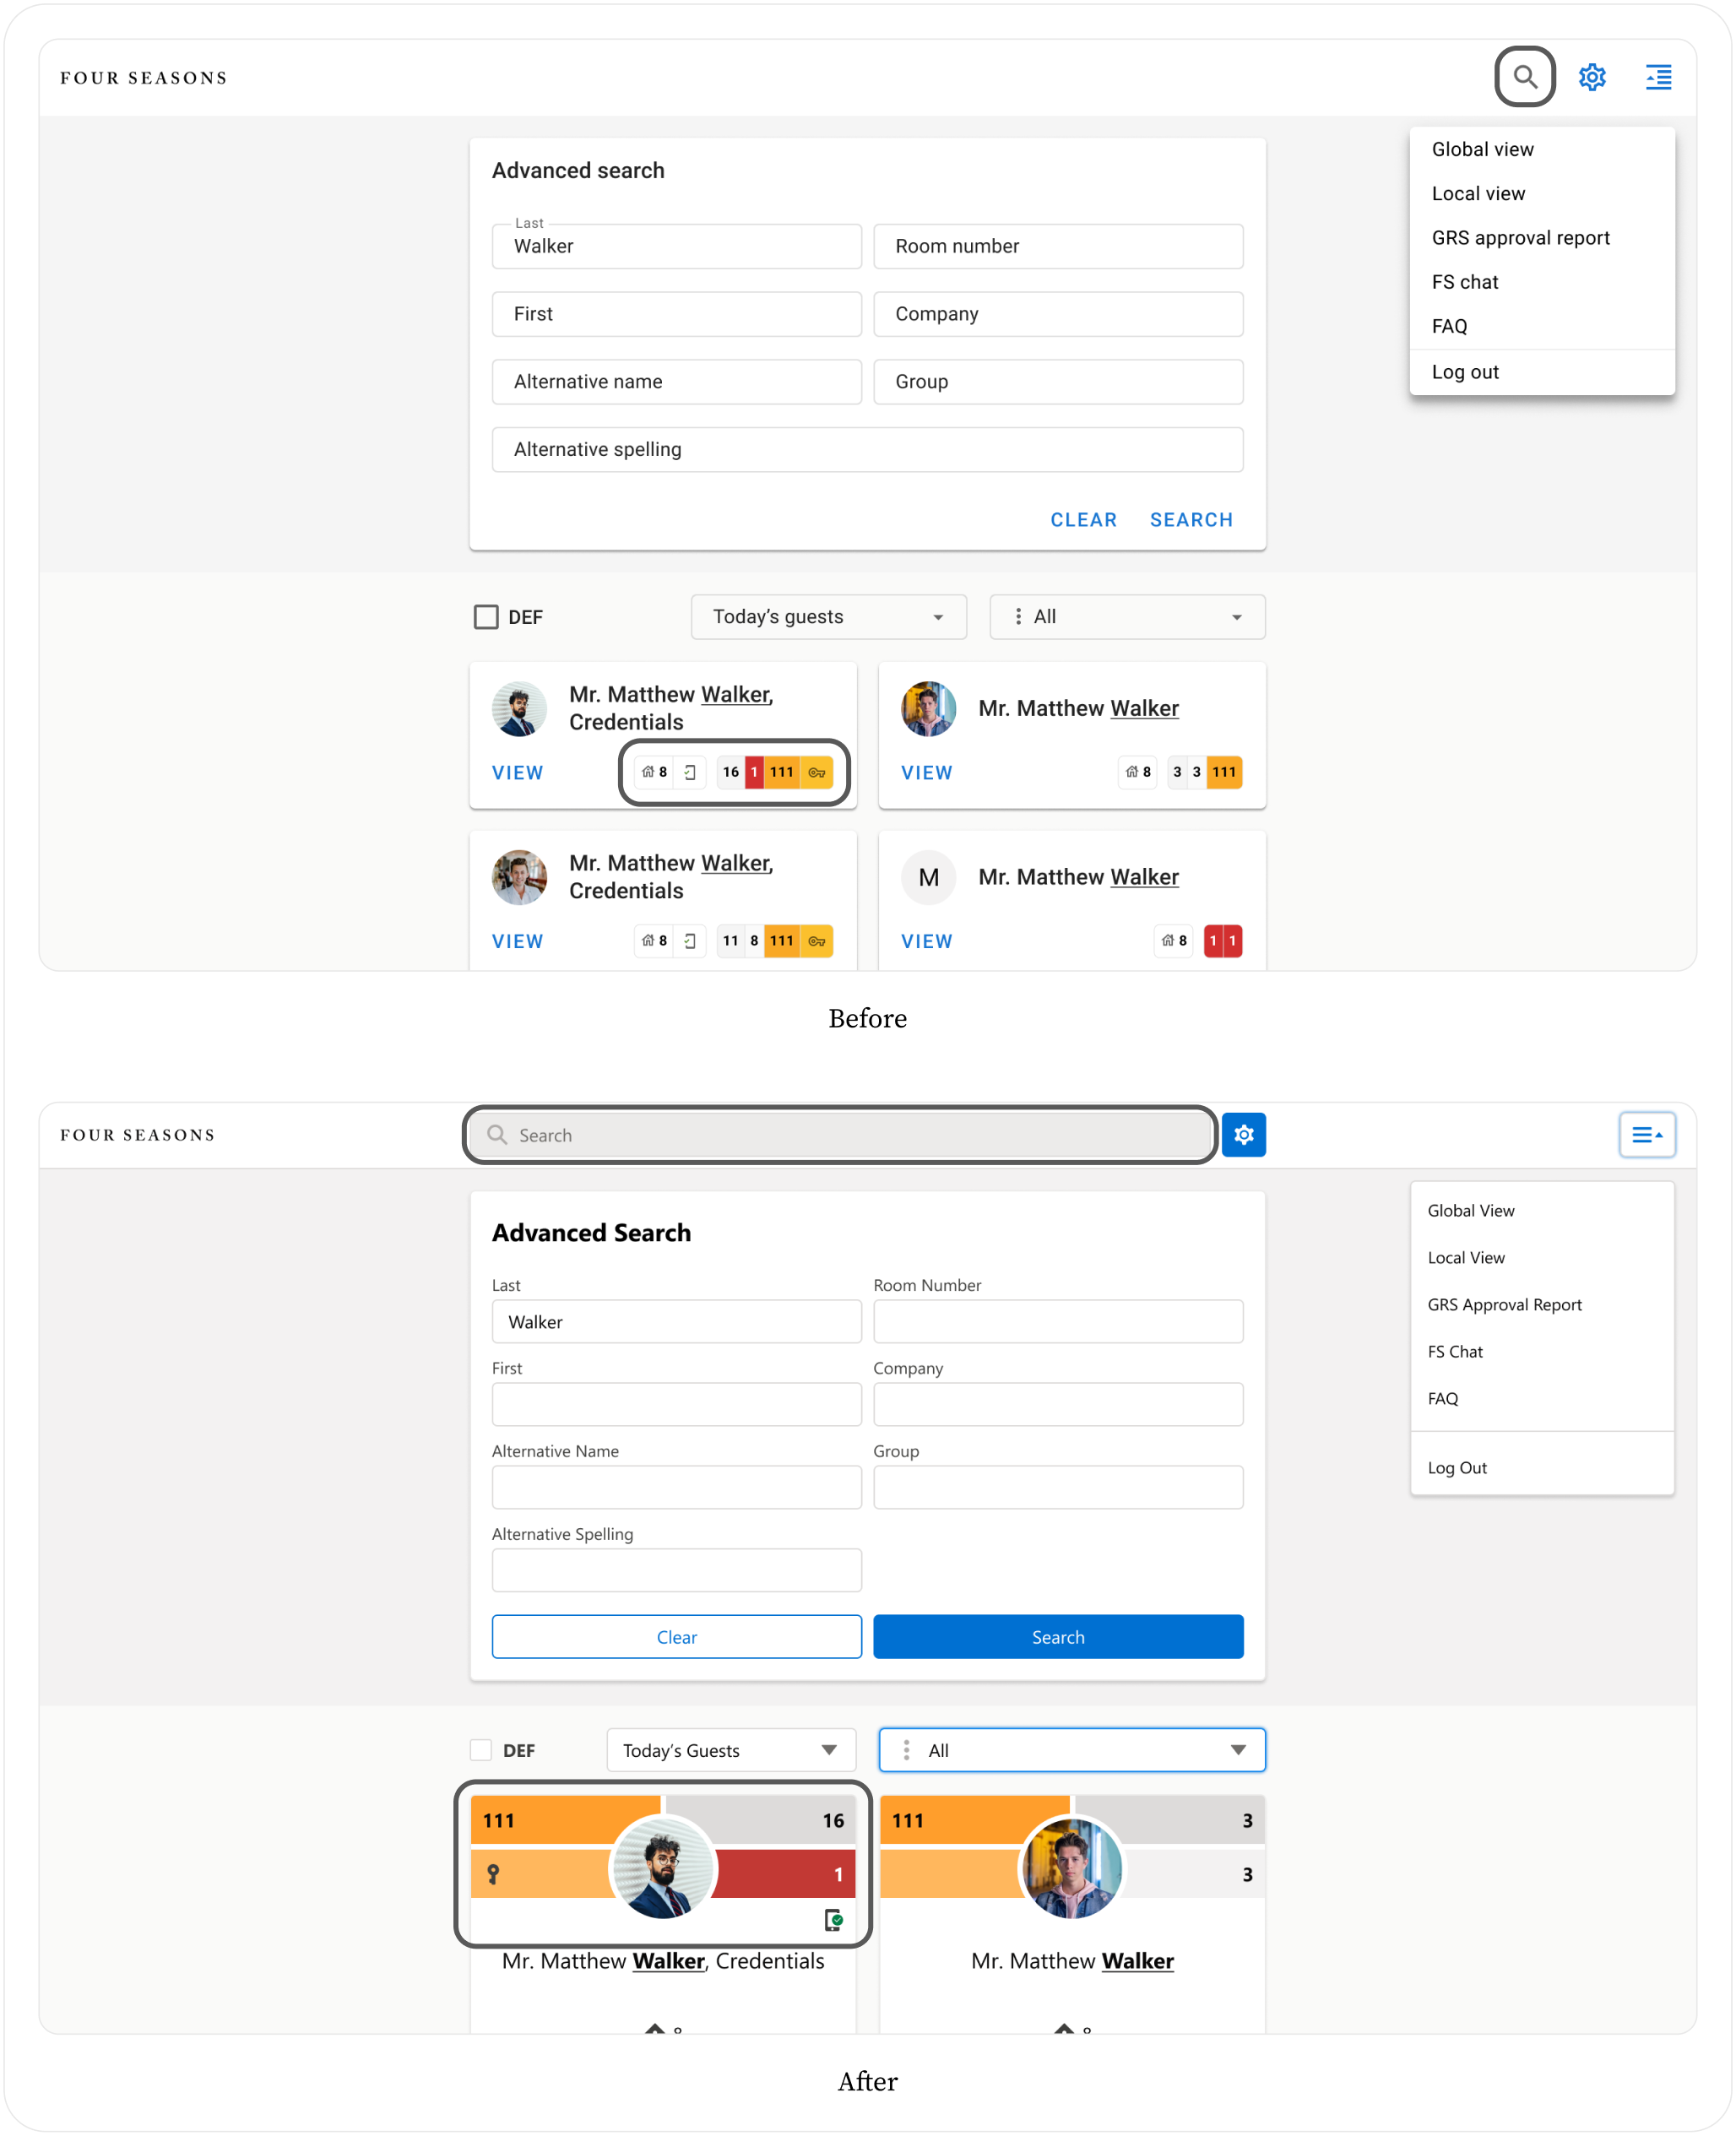 FOUR SEASONS
Global view
Local view
GRS approval report
FS chat
FAQ
Log out
Advanced search
Last
Walker
Room number
First
Company
Alternative name
Group
Alternative spelling
CLEAR SEARCH
DEF
Today’s guests
All
Mr. Matthew Walker,
Credentials
VIEW
8
16 1 111
Mr. Matthew Walker
VIEW
8
3 3 111
Mr. Matthew Walker,
Credentials
VIEW
8
11 8 111
M
Mr. Matthew Walker
VIEW
8
1 1
Before
FOUR SEASONS
Search
Global View
Local View
GRS Approval Report
FS Chat
FAQ
Log Out
Advanced Search
Last
Walker
Room Number
First
Company
Alternative Name
Group
Alternative Spelling
Clear
Search
DEF
Today’s Guests
All
111
16
1
Mr. Matthew Walker, Credentials
111
3
3
Mr. Matthew Walker
After